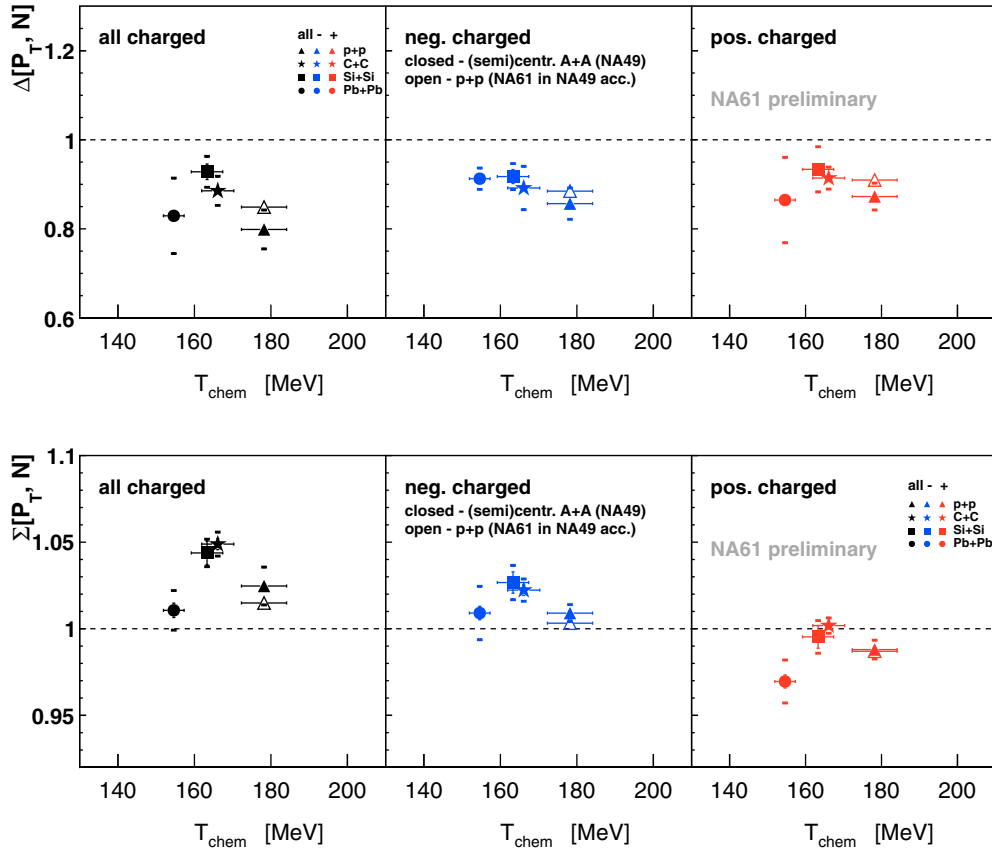 Δ[P_T, N]
1.2
1
0.8
0.6
all charged
all - +
p+p
C+C
Si+Si
Pb+Pb
neg. charged
closed - (semi)centr. A+A (NA49)
open - p+p (NA61 in NA49 acc.)
pos. charged
NA61 preliminary
140 160 180 200
140 160 180 200
140 160 180 200
T_chem [MeV]
T_chem [MeV]
T_chem [MeV]
Σ[P_T, N]
1.1
1.05
1
0.95
all charged
neg. charged
closed - (semi)centr. A+A (NA49)
open - p+p (NA61 in NA49 acc.)
pos. charged
all - +
p+p
C+C
Si+Si
Pb+Pb
NA61 preliminary
140 160 180 200
140 160 180 200
140 160 180 200
T_chem [MeV]
T_chem [MeV]
T_chem [MeV]